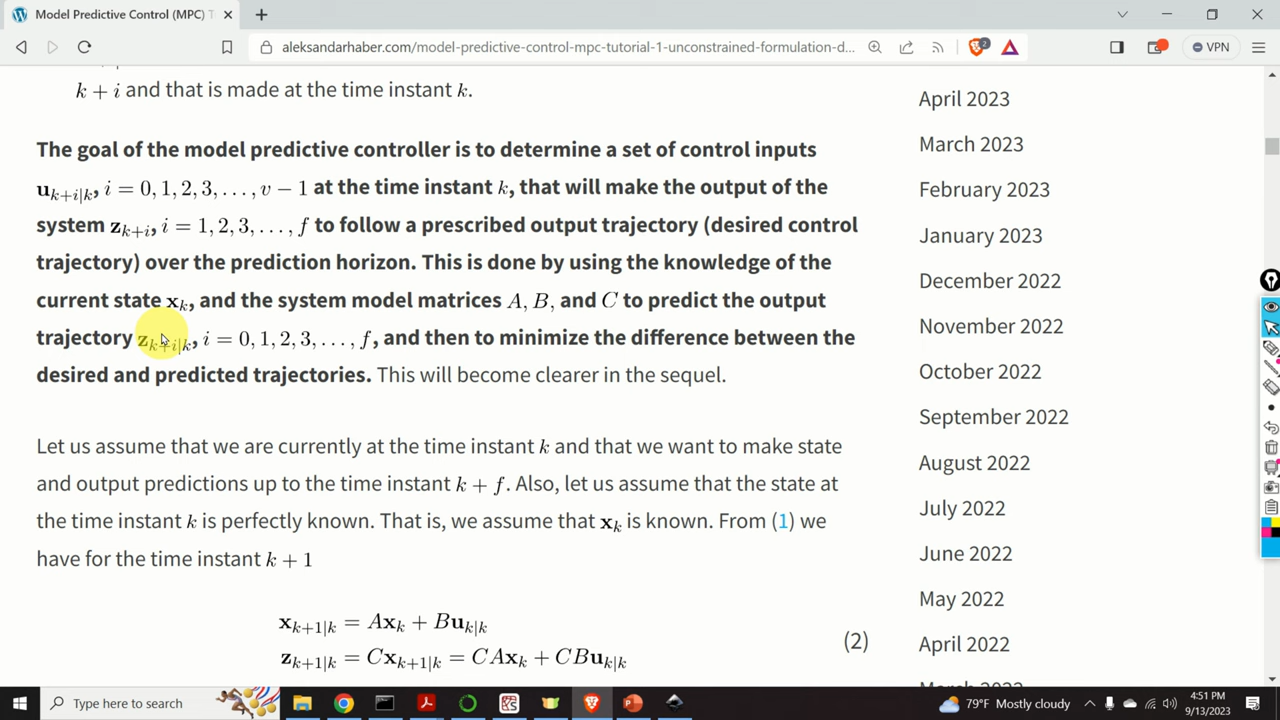 Model Predictive Control (MPC) T
aleksandarhaber.com/model-predictive-control-mpc-tutorial-1-unconstrained-formulation-d...
2
VPN
k + i and that is made at the time instant k.
The goal of the model predictive controller is to determine a set of control inputs
u_{k+i|k}, i = 0, 1, 2, 3, . . . , v − 1 at the time instant k, that will make the output of the
system z_{k+i}, i = 1, 2, 3, . . . , f to follow a prescribed output trajectory (desired control
trajectory) over the prediction horizon. This is done by using the knowledge of the
current state x_k, and the system model matrices A, B, and C to predict the output
trajectory z_{k+i|k}, i = 0, 1, 2, 3, . . . , f, and then to minimize the difference between the
desired and predicted trajectories. This will become clearer in the sequel.
Let us assume that we are currently at the time instant k and that we want to make state
and output predictions up to the time instant k + f. Also, let us assume that the state at
the time instant k is perfectly known. That is, we assume that x_k is known. From (1) we
have for the time instant k + 1
x_{k+1|k} = Ax_k + Bu_{k|k}
z_{k+1|k} = Cx_{k+1|k} = CAx_k + CBu_{k|k}
(2)
April 2023
March 2023
February 2023
January 2023
December 2022
November 2022
October 2022
September 2022
August 2022
July 2022
June 2022
May 2022
April 2022
Type here to search
79°F Mostly cloudy
4:51 PM
9/13/2023